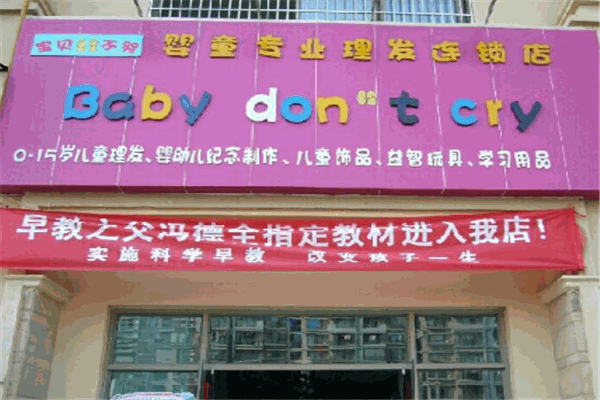 宝贝不哭
婴童专业理发连锁店
Baby don't cry
0-15岁儿童理发、婴幼儿纪念制作、儿童饰品、益智玩具、学习用品
早教之父冯德全指定教材进入我店！
实施科学早教 改变孩子一生